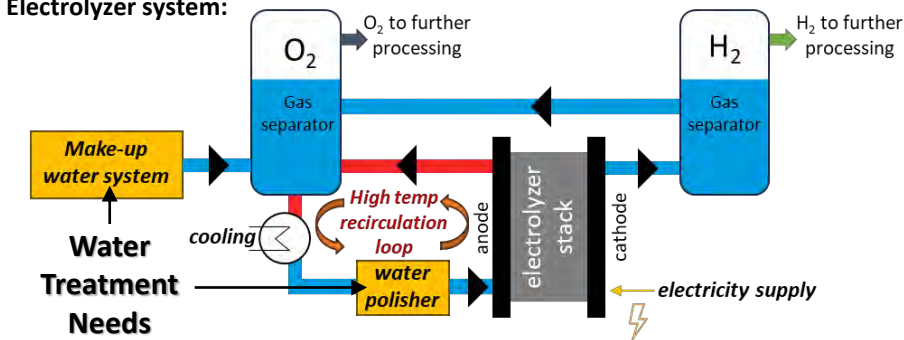 Electrolyzer system:
O2 to further
processing
H2 to further
processing
O2
H2
Gas
separator
Gas
separator
Make-up
water system
High temp
recirculation
loop
cooling
anode
electrolyzer
stack
cathode
Water
Treatment
Needs
water
polisher
electricity supply